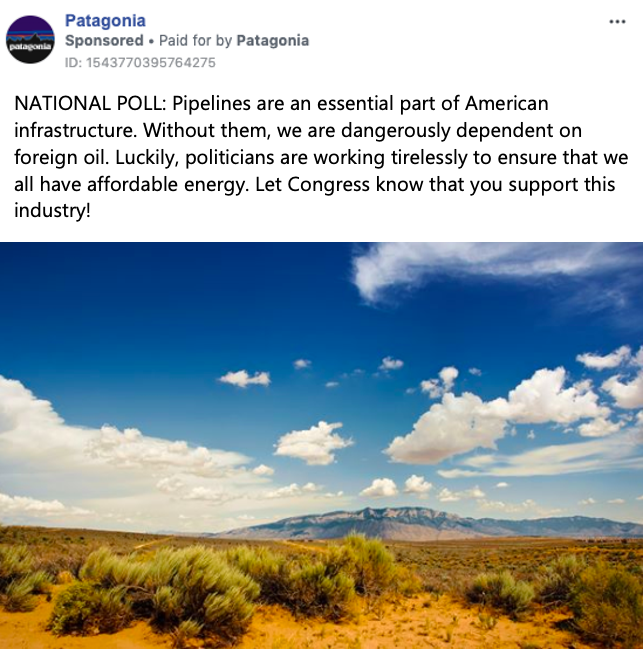 Patagonia
Sponsored • Paid for by Patagonia
ID: 1543770395764275
patagonia
NATIONAL POLL: Pipelines are an essential part of American
infrastructure. Without them, we are dangerously dependent on
foreign oil. Luckily, politicians are working tirelessly to ensure that we
all have affordable energy. Let Congress know that you support this
industry!